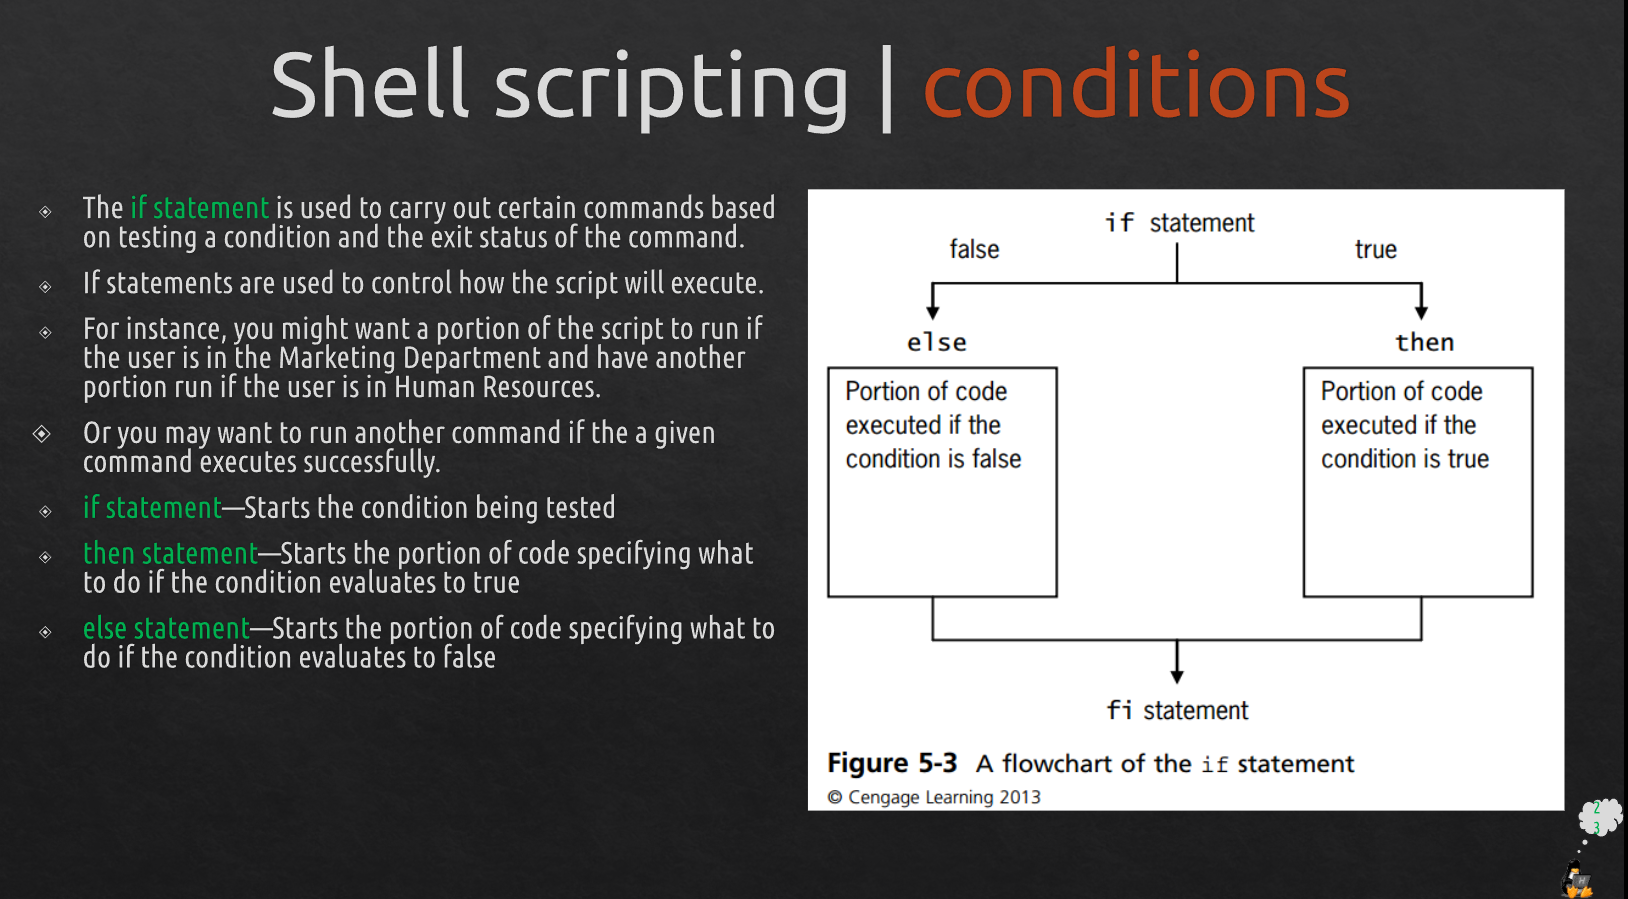 Shell scripting | conditions
The if statement is used to carry out certain commands based
on testing a condition and the exit status of the command.
If statements are used to control how the script will execute.
For instance, you might want a portion of the script to run if
the user is in the Marketing Department and have another
portion run if the user is in Human Resources.
Or you may want to run another command if the a given
command executes successfully.
if statement—Starts the condition being tested
then statement—Starts the portion of code specifying what
to do if the condition evaluates to true
else statement—Starts the portion of code specifying what to
do if the condition evaluates to false
if statement
false
true
else
then
Portion of code
executed if the
condition is false
Portion of code
executed if the
condition is true
fi statement
Figure 5-3 A flowchart of the if statement
© Cengage Learning 2013
2
3